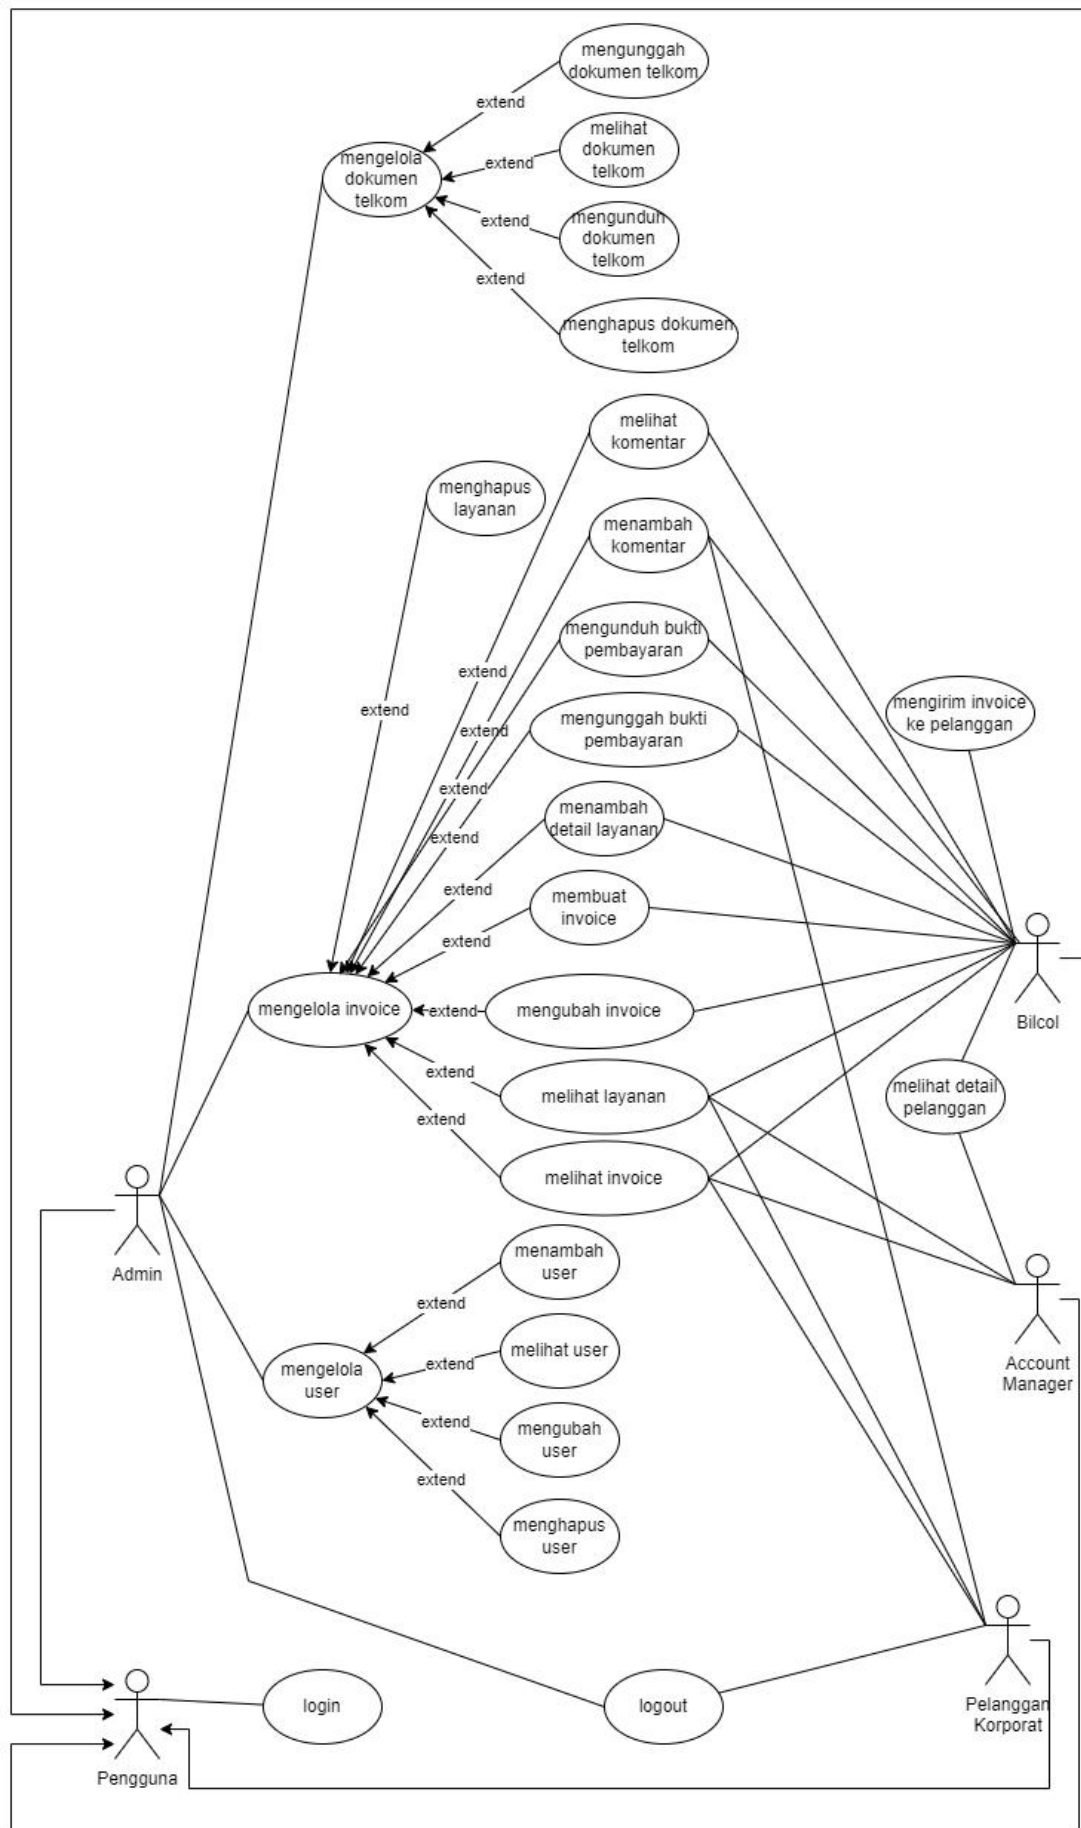 mengunggah
dokumen telkom
extend
melihat
dokumen
telkom
mengelola
dokumen
telkom
extend
mengunduh
dokumen
telkom
extend
extend
menghapus dokumen
telkom
melihat
komentar
menghapus
layanan
menambah
komentar
mengunduh bukti
pembayaran
extend
mengirim invoice
ke pelanggan
extend
mengunggah bukti
pembayaran
extend
extend
menambah
detail layanan
extend
extend
membuat
invoice
extend
mengelola invoice
extend
mengubah invoice
Bilcol
extend
melihat layanan
melihat detail
pelanggan
extend
melihat invoice
Admin
menambah
user
extend
melihat user
extend
mengelola
user
Account
Manager
extend
mengubah
user
extend
menghapus
user
login
logout
Pelanggan
Korporat
Pengguna